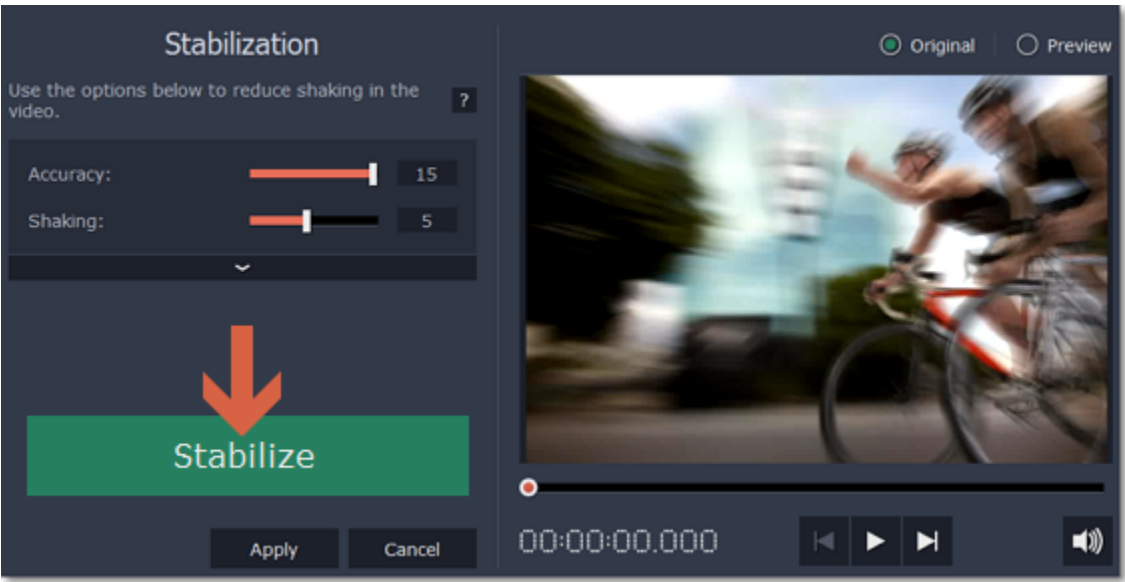 Stabilization
Original
Preview
Use the options below to reduce shaking in the
video.
?
Accuracy:
15
Shaking:
5
Stabilize
Apply
Cancel
00:00:00.000